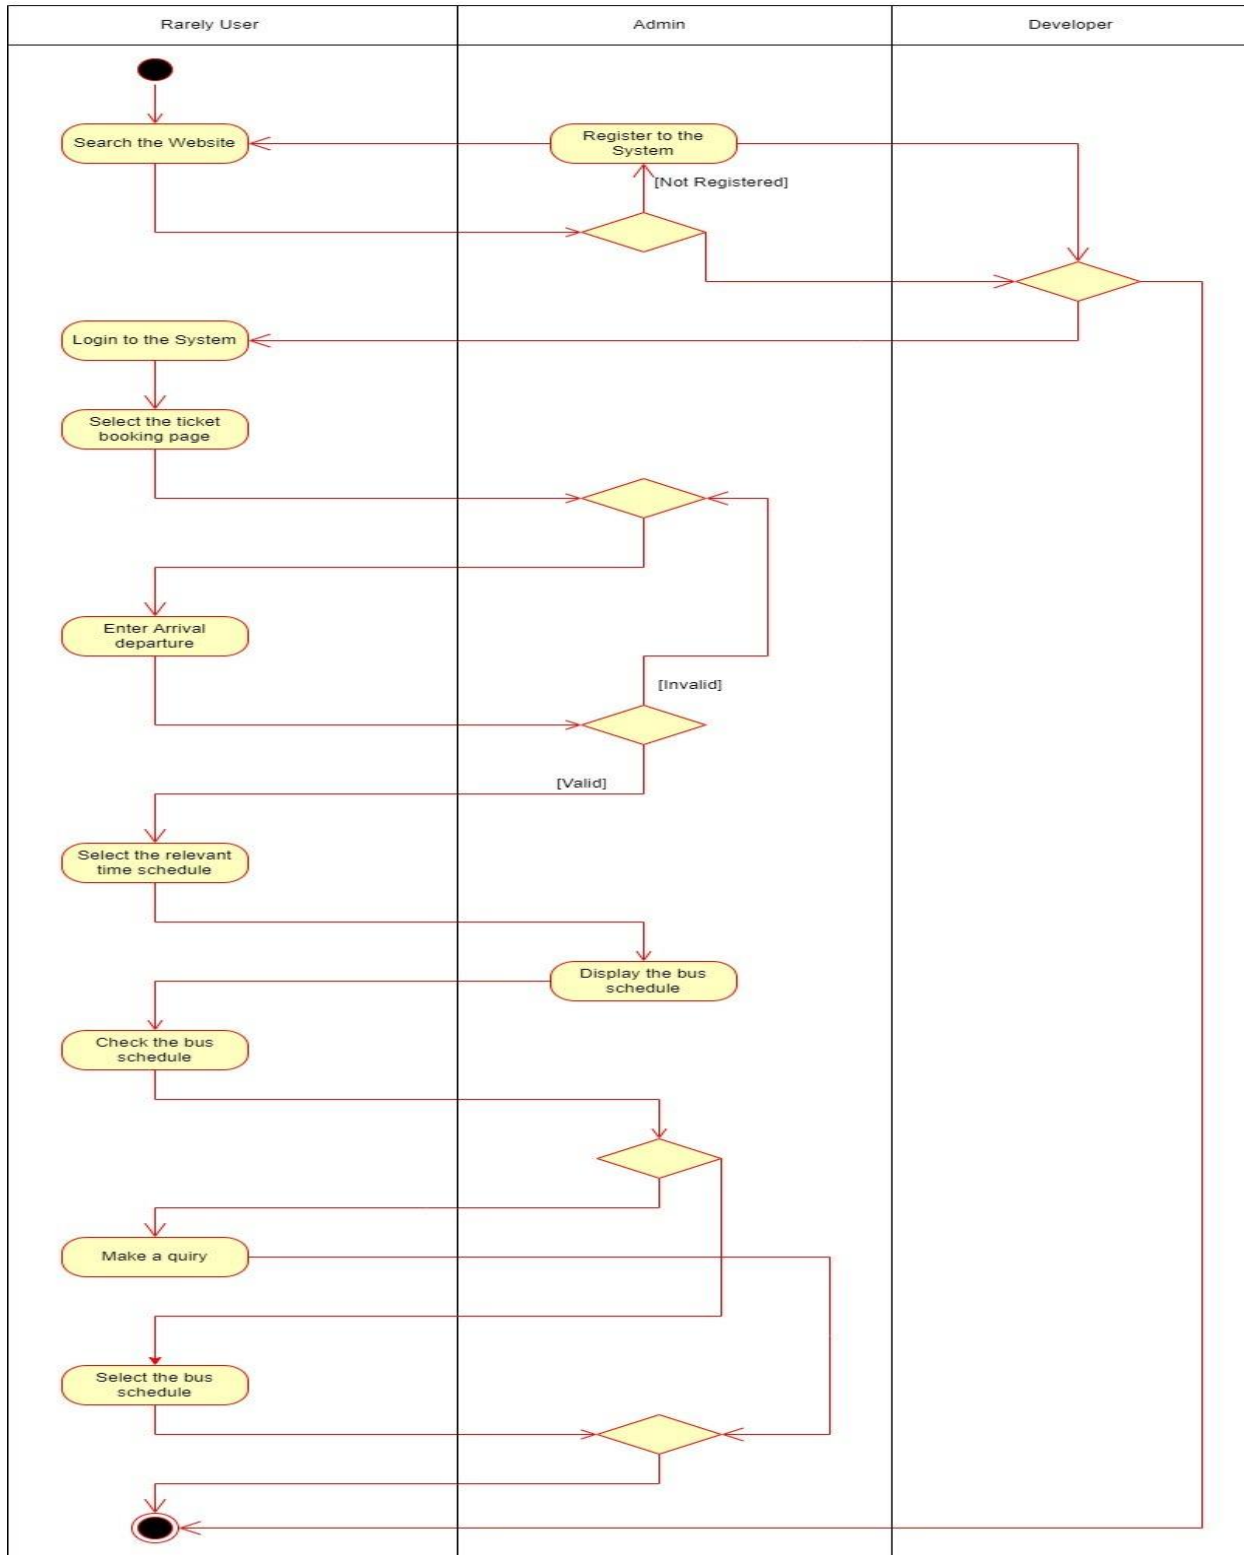 Rarely User
Admin
Developer
Search the Website
Register to the
System
[Not Registered]
Login to the System
Select the ticket
booking page
Enter Arrival
departure
[Invalid]
[Valid]
Select the relevant
time schedule
Display the bus
schedule
Check the bus
schedule
Make a quiry
Select the bus
schedule